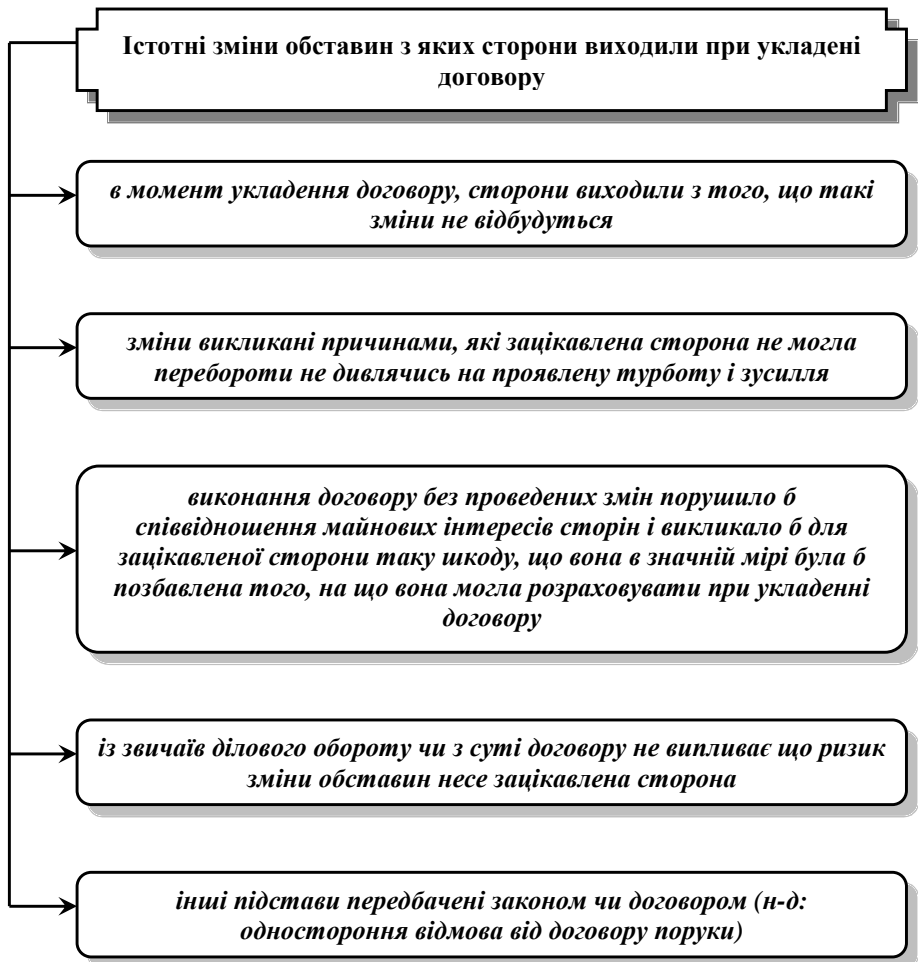 Істотні зміни обставин з яких сторони виходили при укладені
договору
в момент укладення договору, сторони виходили з того, що такі
зміни не відбудуться
зміни викликані причинами, які зацікавлена сторона не могла
перебороти не дивлячись на проявлену турботу і зусилля
виконання договору без проведених змін порушило б
співвідношення майнових інтересів сторін і викликало б для
зацікавленої сторони таку шкоду, що вона в значній мірі була б
позбавлена того, на що вона могла розраховувати при укладенні
договору
із звичаїв ділового обороту чи з суті договору не випливає що ризик
зміни обставин несе зацікавлена сторона
інші підстави передбачені законом чи договором (н-д:
одностороння відмова від договору поруки)